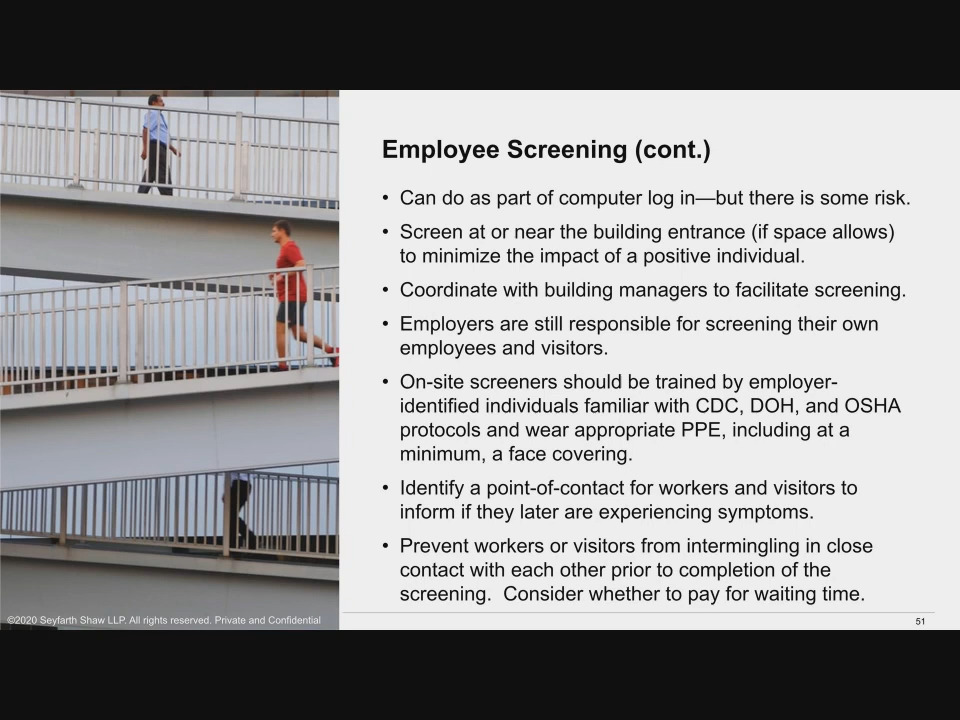 Employee Screening (cont.)
• Can do as part of computer log in—but there is some risk.
• Screen at or near the building entrance (if space allows)
to minimize the impact of a positive individual.
• Coordinate with building managers to facilitate screening.
• Employers are still responsible for screening their own
employees and visitors.
• On-site screeners should be trained by employer-
identified individuals familiar with CDC, DOH, and OSHA
protocols and wear appropriate PPE, including at a
minimum, a face covering.
• Identify a point-of-contact for workers and visitors to
inform if they later are experiencing symptoms.
• Prevent workers or visitors from intermingling in close
contact with each other prior to completion of the
screening.  Consider whether to pay for waiting time.
©2020 Seyfarth Shaw LLP. All rights reserved. Private and Confidential
51